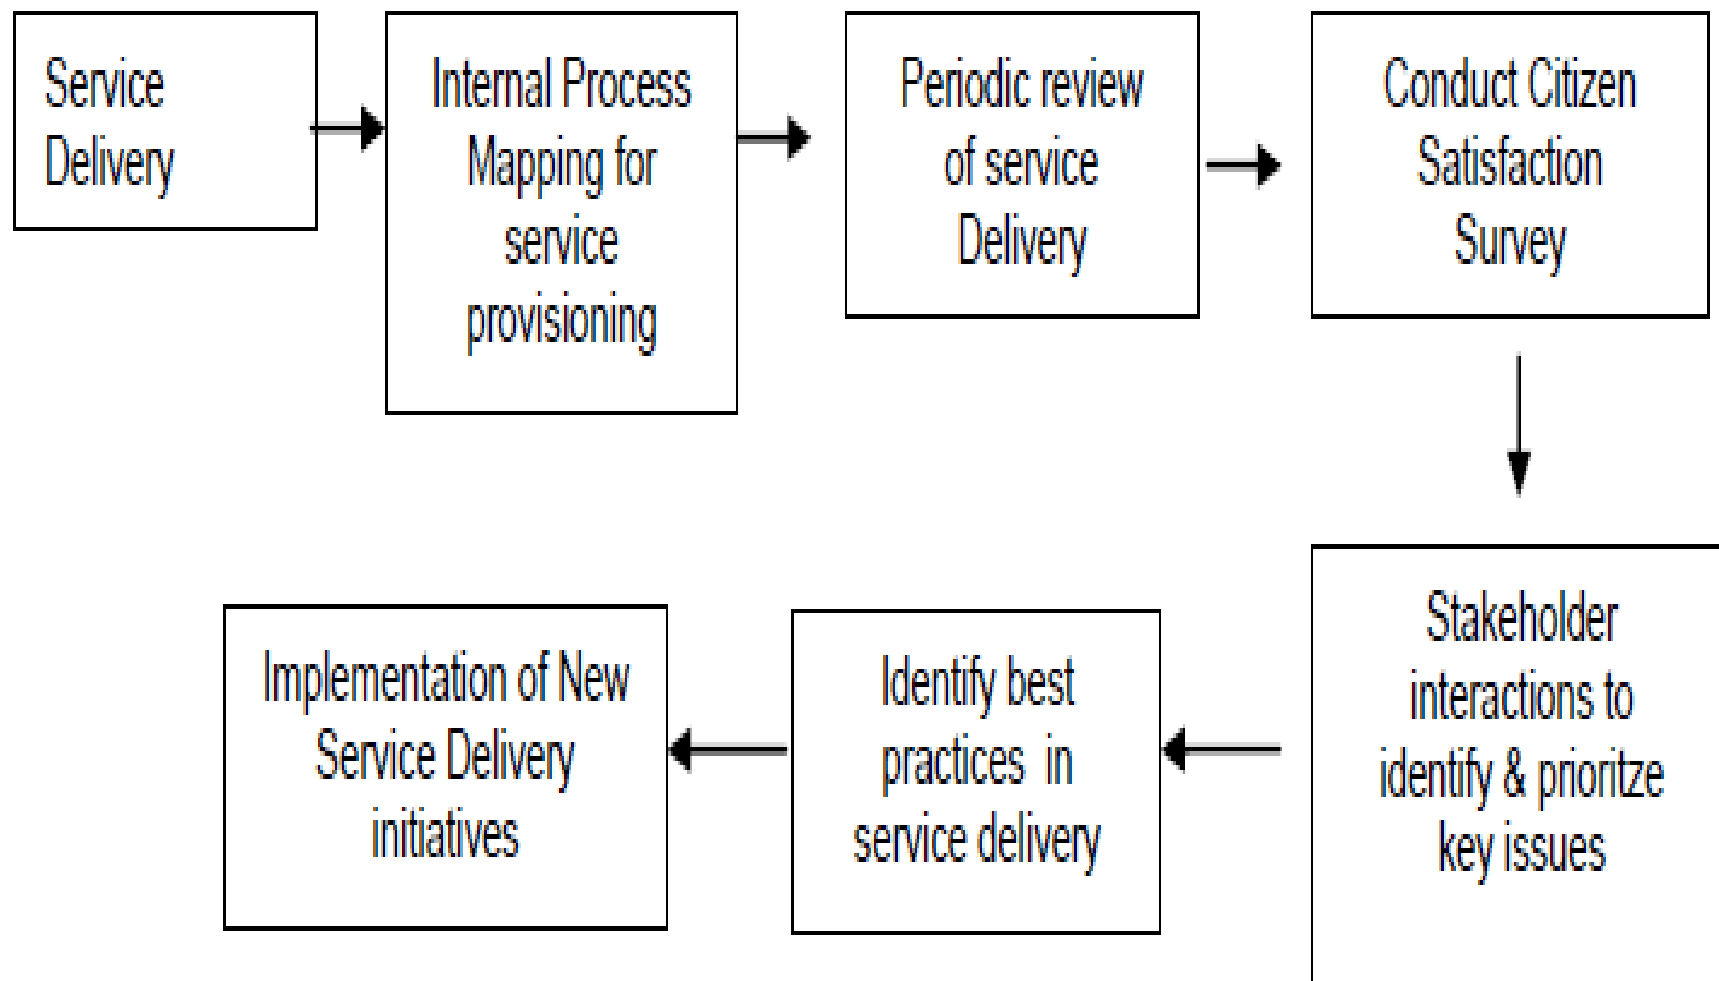 Service
Delivery
Internal Process
Mapping for
service
provisioning
Periodic review
of service
Delivery
Conduct Citizen
Satisfaction
Survey
Stakeholder
interactions to
identify & prioritze
key issues
Identify best
practices in
service delivery
Implementation of New
Service Delivery
initiatives